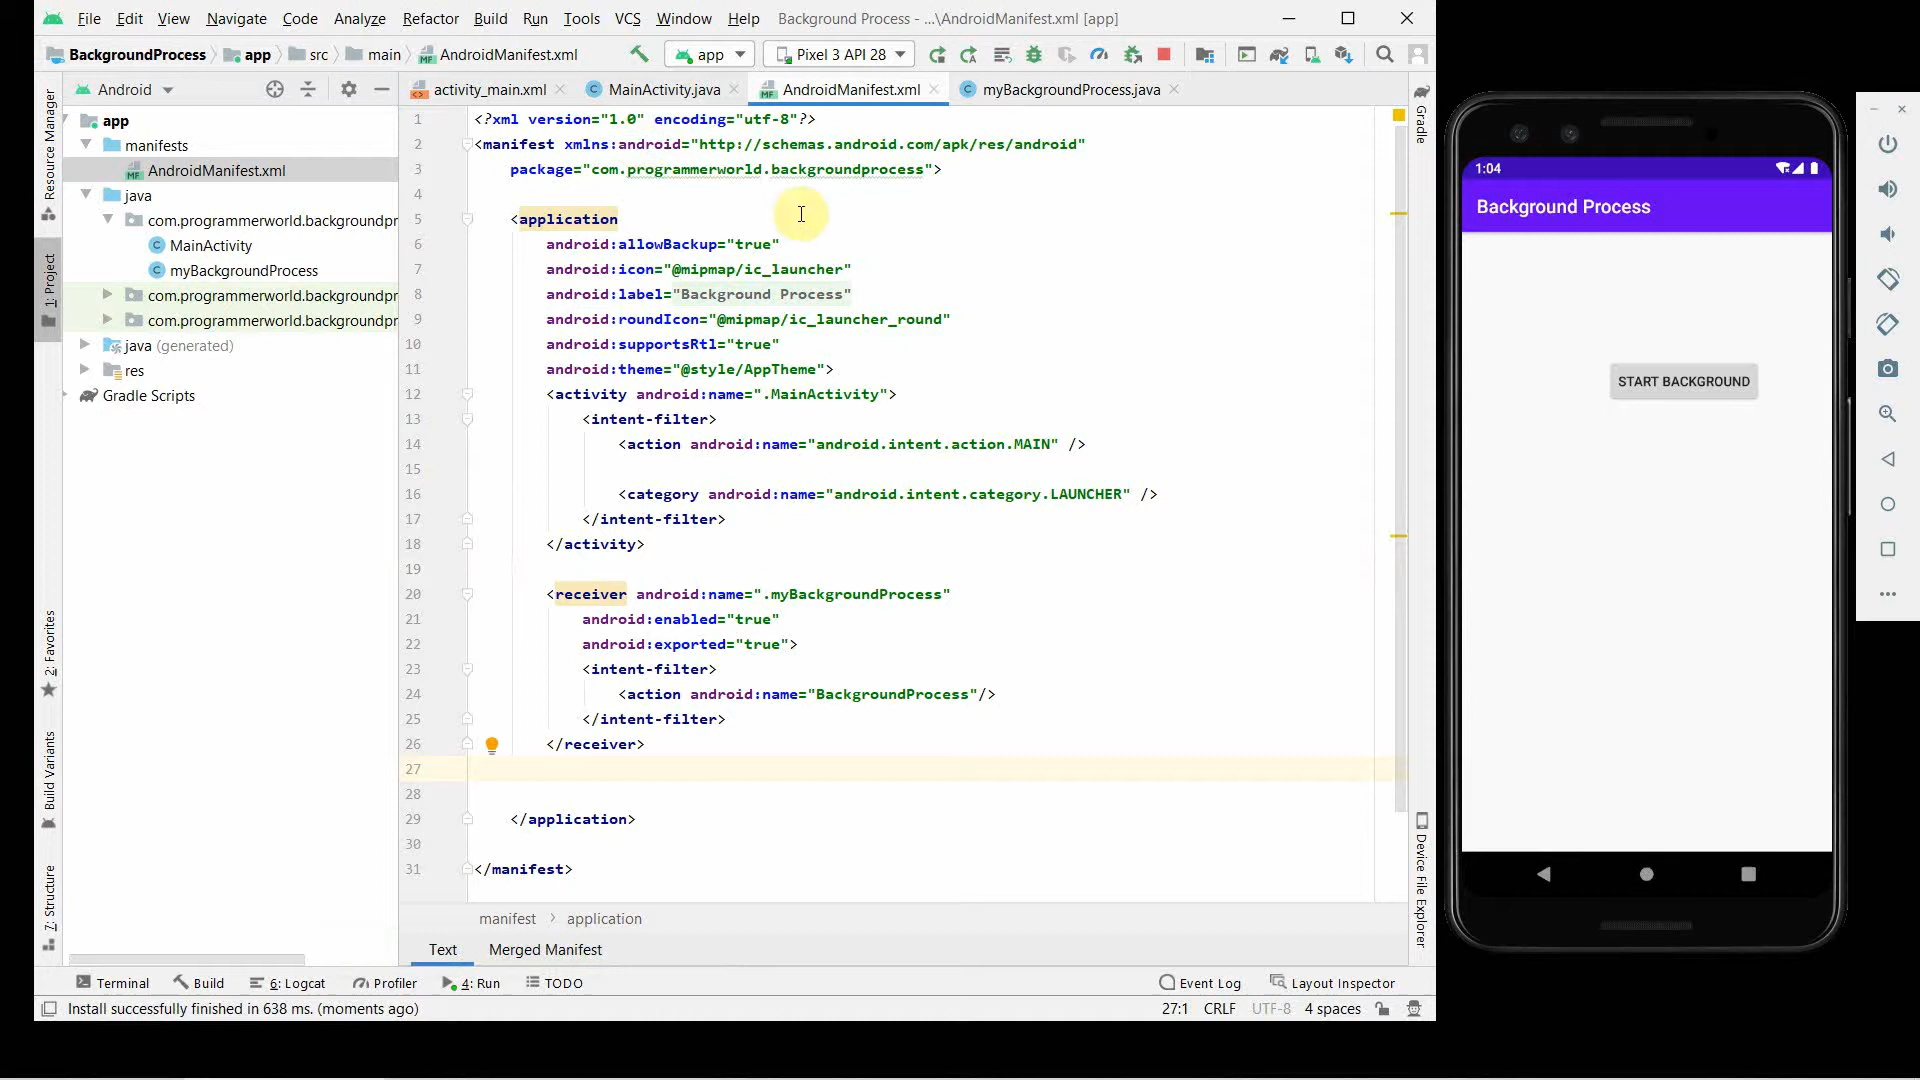 File Edit View Navigate Code Analyze Refactor Build Run Tools VCS Window Help Background Process - ...\AndroidManifest.xml [app]
BackgroundProcess app src main AndroidManifest.xml app Pixel 3 API 28
Android
activity_main.xml MainActivity.java AndroidManifest.xml myBackgroundProcess.java
Resource Manager
1: Project
2: Favorites
Build Variants
7: Structure
app
manifests
AndroidManifest.xml
java
com.programmerworld.backgroundpr
MainActivity
myBackgroundProcess
com.programmerworld.backgroundpr
com.programmerworld.backgroundpr
java (generated)
res
Gradle Scripts
1 <?xml version="1.0" encoding="utf-8"?>
2 <manifest xmlns:android="http://schemas.android.com/apk/res/android"
3 package="com.programmerworld.backgroundprocess">
4
5 <application
6 android:allowBackup="true"
7 android:icon="@mipmap/ic_launcher"
8 android:label="Background Process"
9 android:roundIcon="@mipmap/ic_launcher_round"
10 android:supportsRtl="true"
11 android:theme="@style/AppTheme">
12 <activity android:name=".MainActivity">
13 <intent-filter>
14 <action android:name="android.intent.action.MAIN" />
15
16 <category android:name="android.intent.category.LAUNCHER" />
17 </intent-filter>
18 </activity>
19
20 <receiver android:name=".myBackgroundProcess"
21 android:enabled="true"
22 android:exported="true">
23 <intent-filter>
24 <action android:name="BackgroundProcess"/>
25 </intent-filter>
26 </receiver>
27
28
29 </application>
30
31 </manifest>
manifest application
Text Merged Manifest
Gradle
Device File Explorer
Terminal Build 6: Logcat Profiler 4: Run TODO Event Log Layout Inspector
Install successfully finished in 638 ms. (moments ago) 27:1 CRLF UTF-8 4 spaces
1:04
Background Process
START BACKGROUND